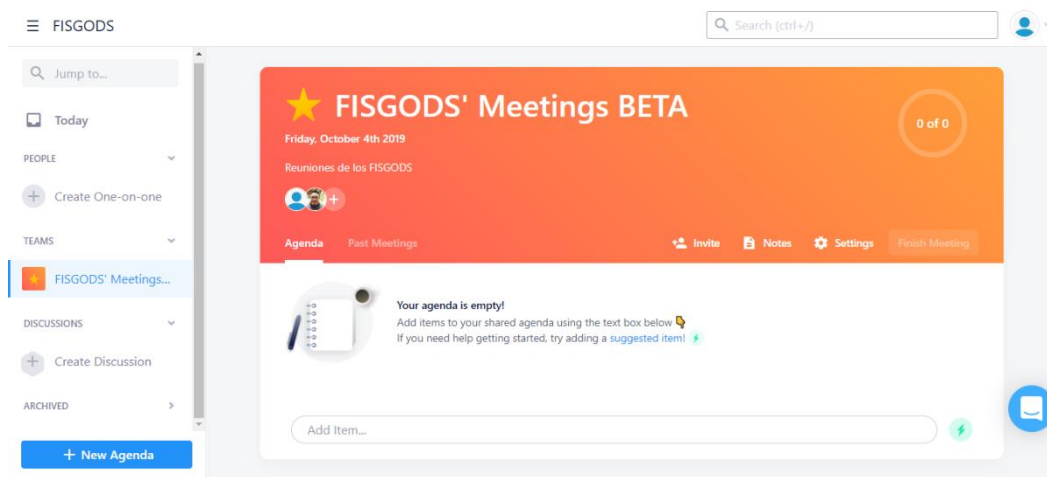 FISGODS
Search (ctrl+/)
Jump to...
Today
PEOPLE
Create One-on-one
TEAMS
FISGODS' Meetings...
DISCUSSIONS
Create Discussion
ARCHIVED
+ New Agenda
FISGODS' Meetings BETA
Friday, October 4th 2019
Reuniones de los FISGODS
0 of 0
Agenda Past Meetings Invite Notes Settings Finish Meeting
Your agenda is empty!
Add items to your shared agenda using the text box below
If you need help getting started, try adding a suggested item!
Add Item...